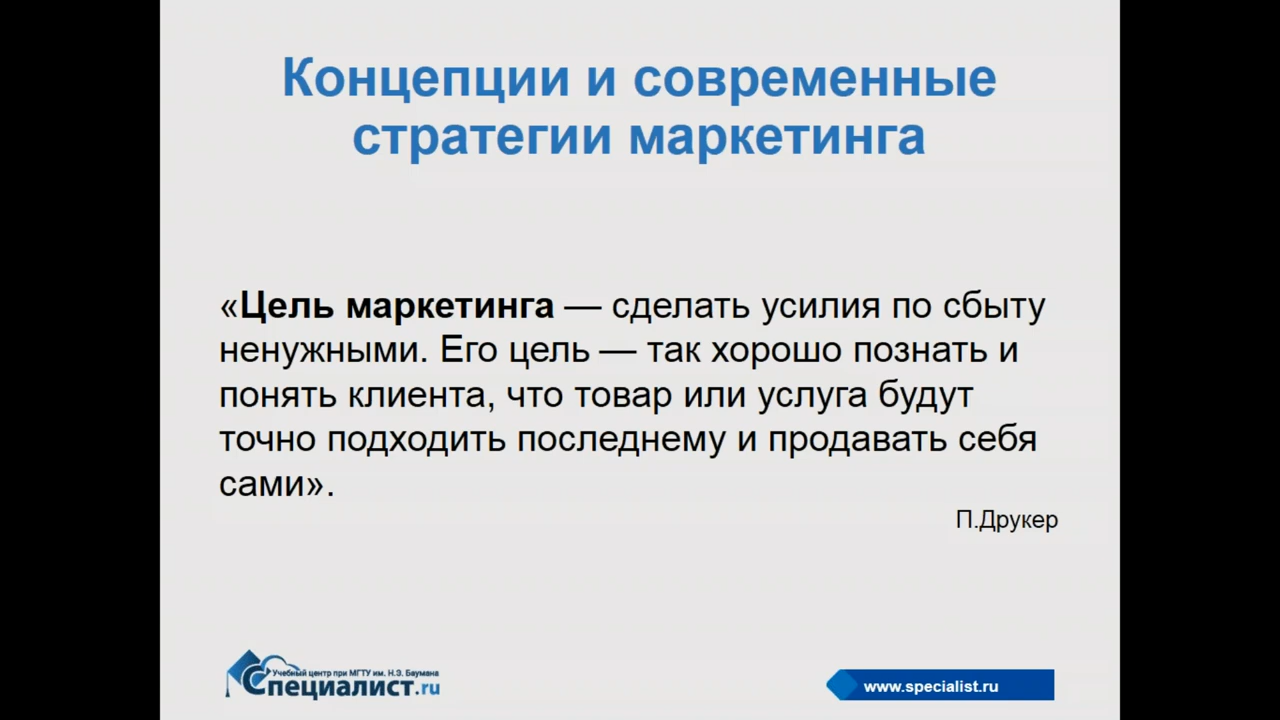 Концепции и современные
стратегии маркетинга
«Цель маркетинга — сделать усилия по сбыту
ненужными. Его цель — так хорошо познать и
понять клиента, что товар или услуга будут
точно подходить последнему и продавать себя
сами».
П.Друкер
Учебный центр при МГТУ им. Н.Э. Баумана
Специалист.ru
www.specialist.ru